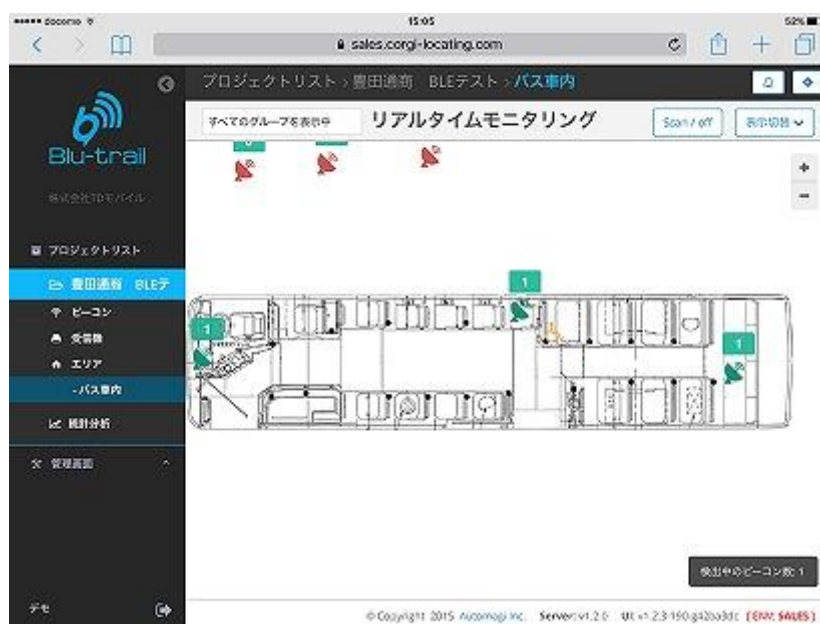 docomo 15:05 52%
sales.corgi-locating.com
Blu-trail
株式会社TDモバイル
プロジェクトリスト
豊田通商 BLEテ
ビーコン
受信機
エリア
-バス車内
統計分析
管理画面
デモ
プロジェクトリスト › 豊田通商 BLEテスト › バス車内
すべてのグループを表示中 リアルタイムモニタリング Scan / off 表示切替
+
-
1
1
1
検出中のビーコン数: 1
© Copyright 2015 Automagi Inc. Server: v1.2.0 UI: v1.2.3-190-g42ba3dc [ENV: SALES]